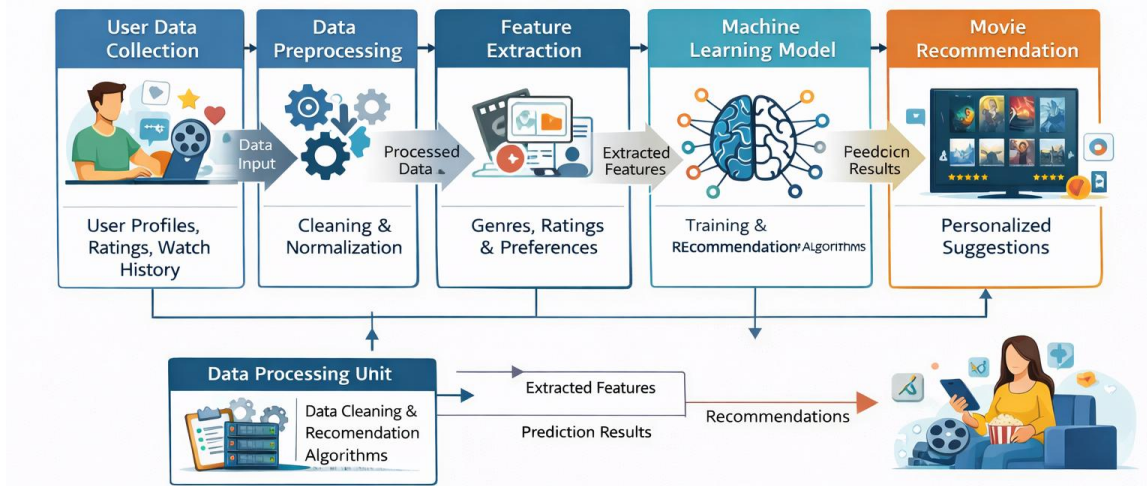 User Data
Collection
Data
Preprocessing
Feature
Extraction
Machine
Learning Model
Movie
Recommendation
Data
Input
Processed
Data
Extracted
Features
Peedcicn
Results
User Profiles,
Ratings, Watch
History
Cleaning &
Normalization
Genres, Ratings
& Preferences
Training &
REcommendation Algorithms
Personalized
Suggestions
Data Processing Unit
Data Cleaning &
Recomendation
Algorithms
Extracted Features
Prediction Results
Recommendations